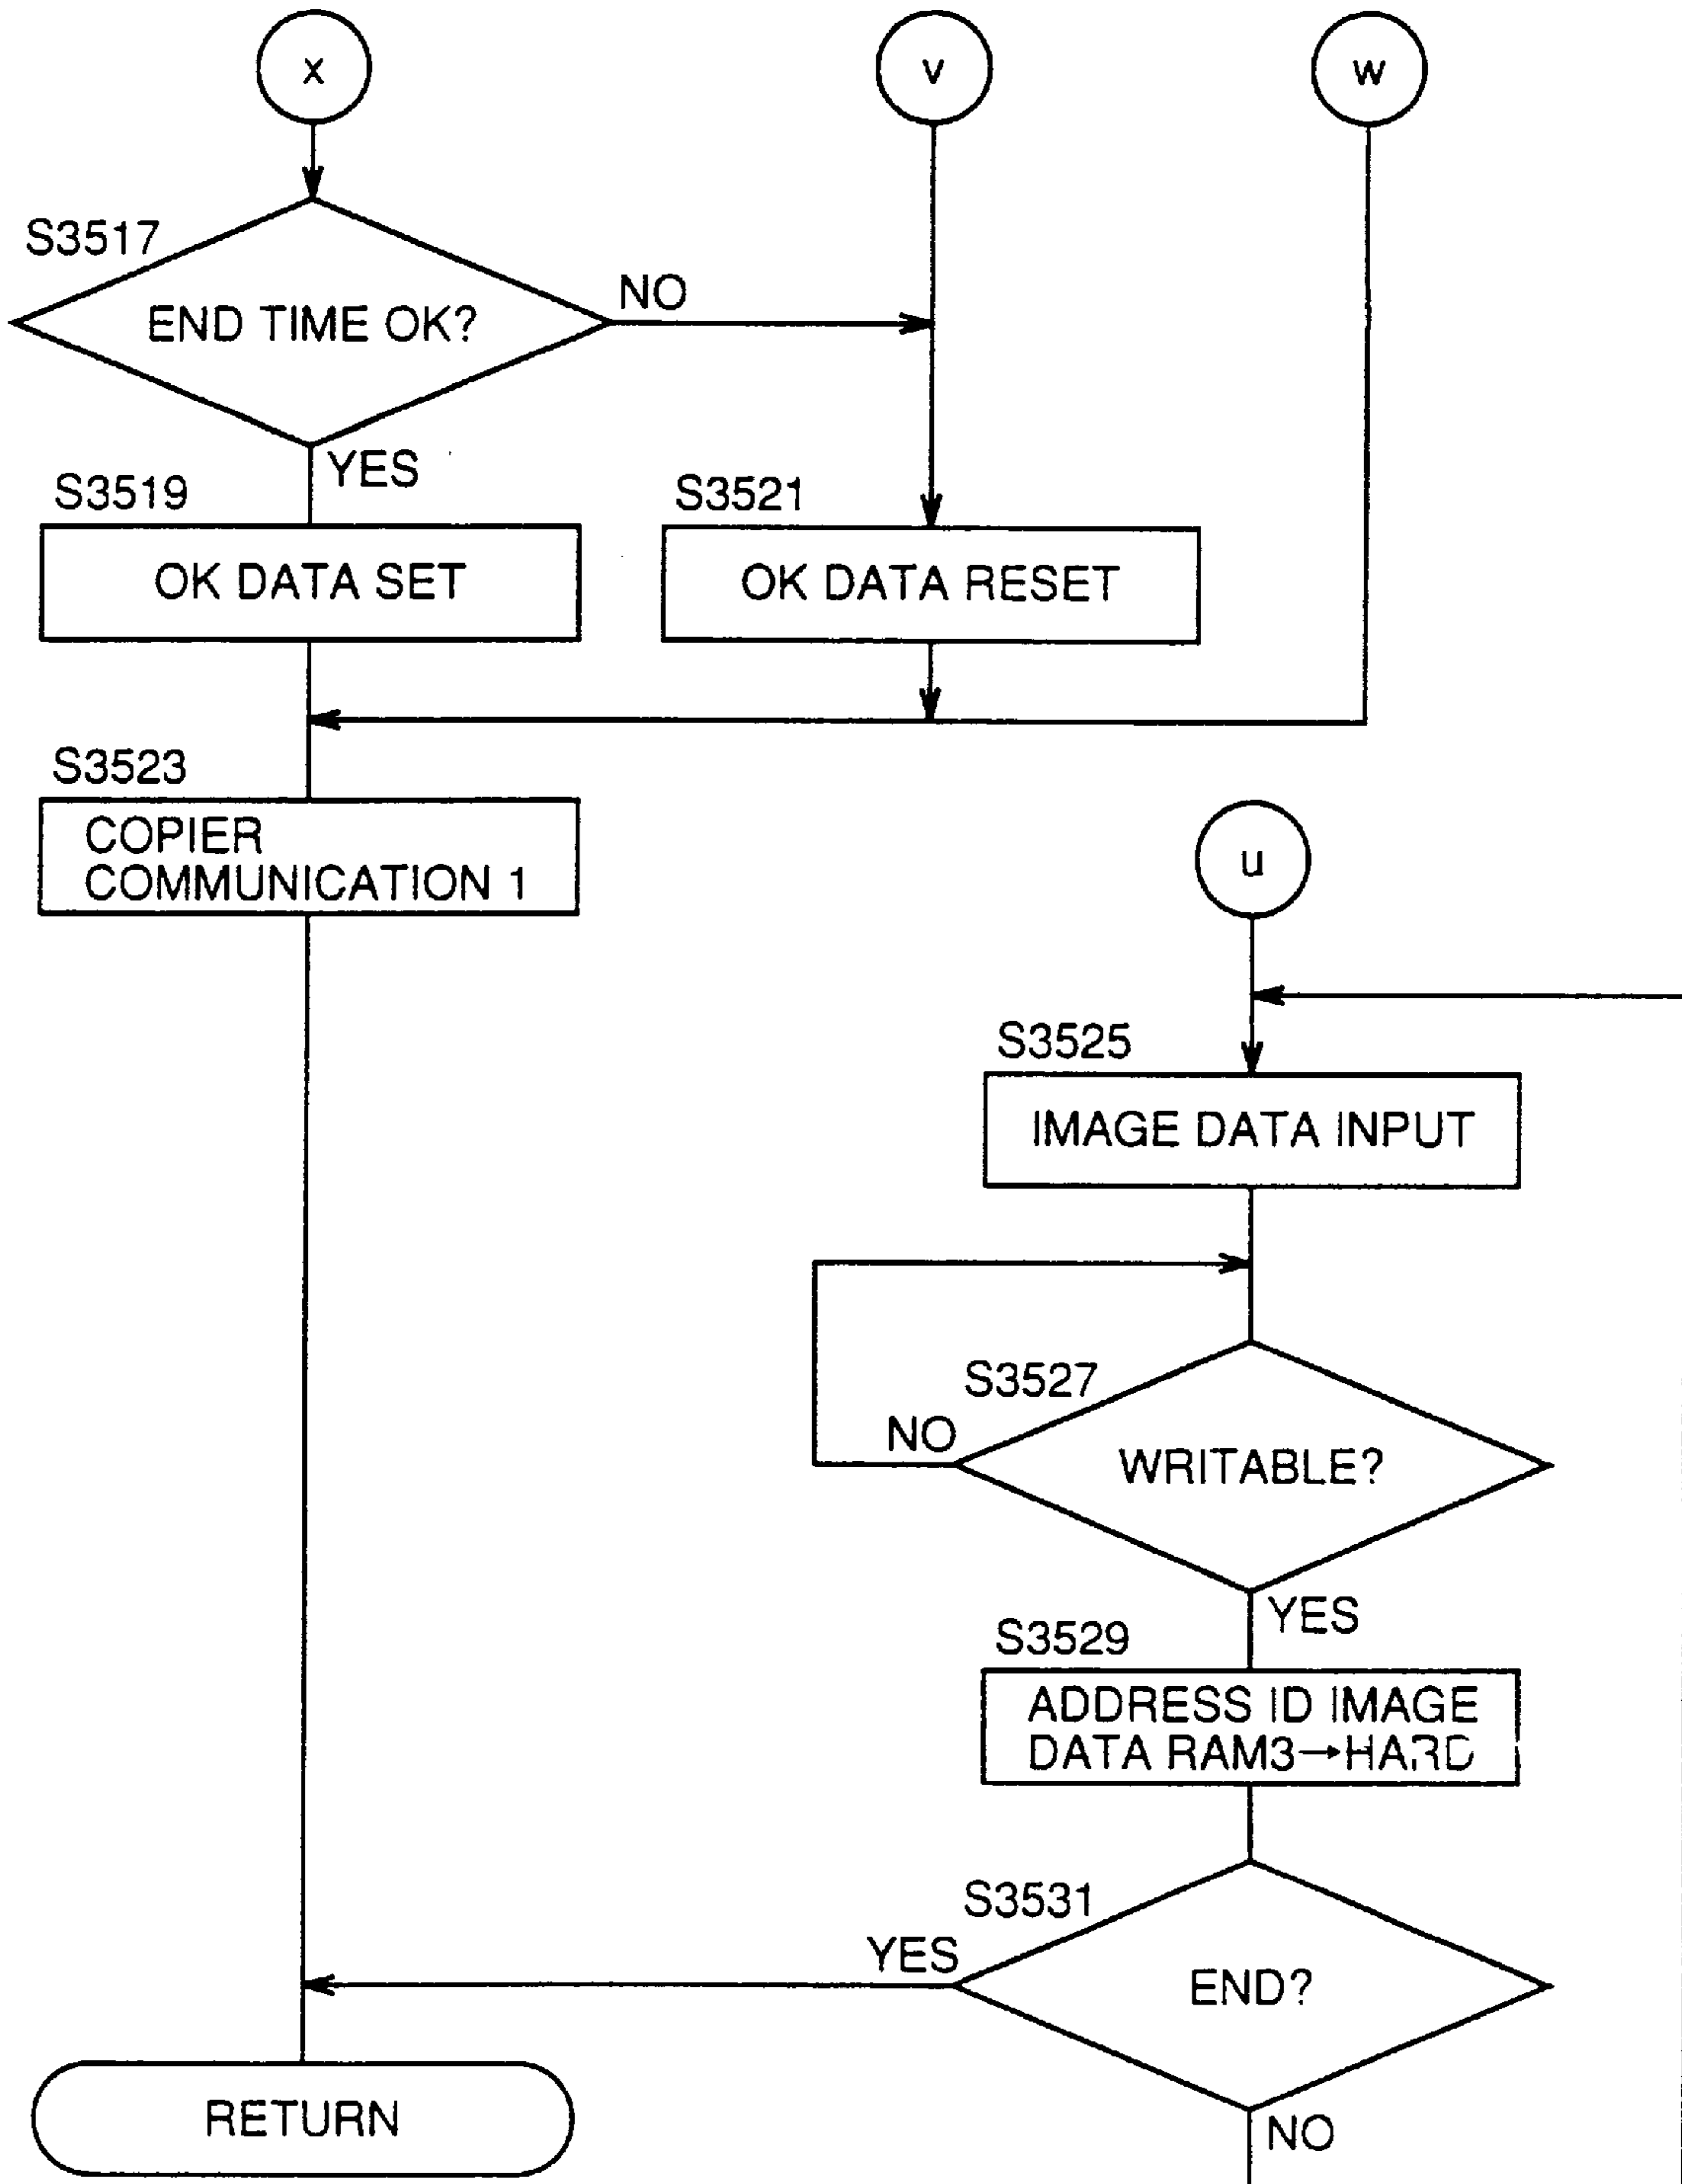 x
v
w
S3517
END TIME OK?
NO
YES
S3519
OK DATA SET
S3521
OK DATA RESET
S3523
COPIER
COMMUNICATION 1
u
S3525
IMAGE DATA INPUT
S3527
NO
WRITABLE?
YES
S3529
ADDRESS ID IMAGE
DATA RAM3→HARD
S3531
YES
END?
NO
RETURN